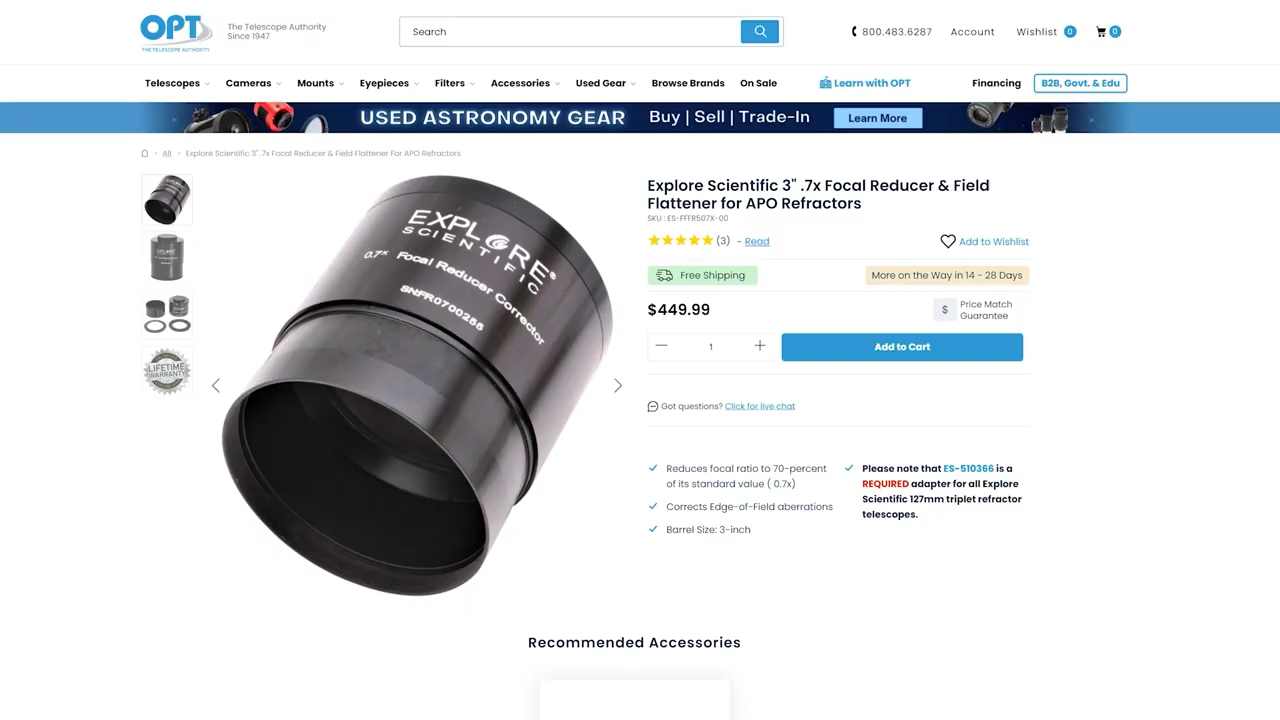 OPT
THE TELESCOPE AUTHORITY
The Telescope Authority
Since 1947
Search
800.483.6287
Account
Wishlist 0
0
Telescopes
Cameras
Mounts
Eyepieces
Filters
Accessories
Used Gear
Browse Brands
On Sale
Learn with OPT
Financing
B2B, Govt. & Edu
USED ASTRONOMY GEAR Buy | Sell | Trade-In Learn More
All › Explore Scientific 3" .7x Focal Reducer & Field Flattener For APO Refractors
EXPLORE
SCIENTIFIC®
0.7x Focal Reducer Corrector
LIFETIME
WARRANTY
Explore Scientific 3" .7x Focal Reducer & Field
Flattener for APO Refractors
SKU : ES-FFFR507X-00
(3) - Read
Add to Wishlist
Free Shipping
More on the Way in 14 - 28 Days
$449.99
$
Price Match
Guarantee
1
Add to Cart
Got questions? Click for live chat
Reduces focal ratio to 70-percent
of its standard value ( 0.7x)
Corrects Edge-of-Field aberrations
Barrel Size: 3-inch
Please note that ES-510366 is a
REQUIRED adapter for all Explore
Scientific 127mm triplet refractor
telescopes.
Recommended Accessories